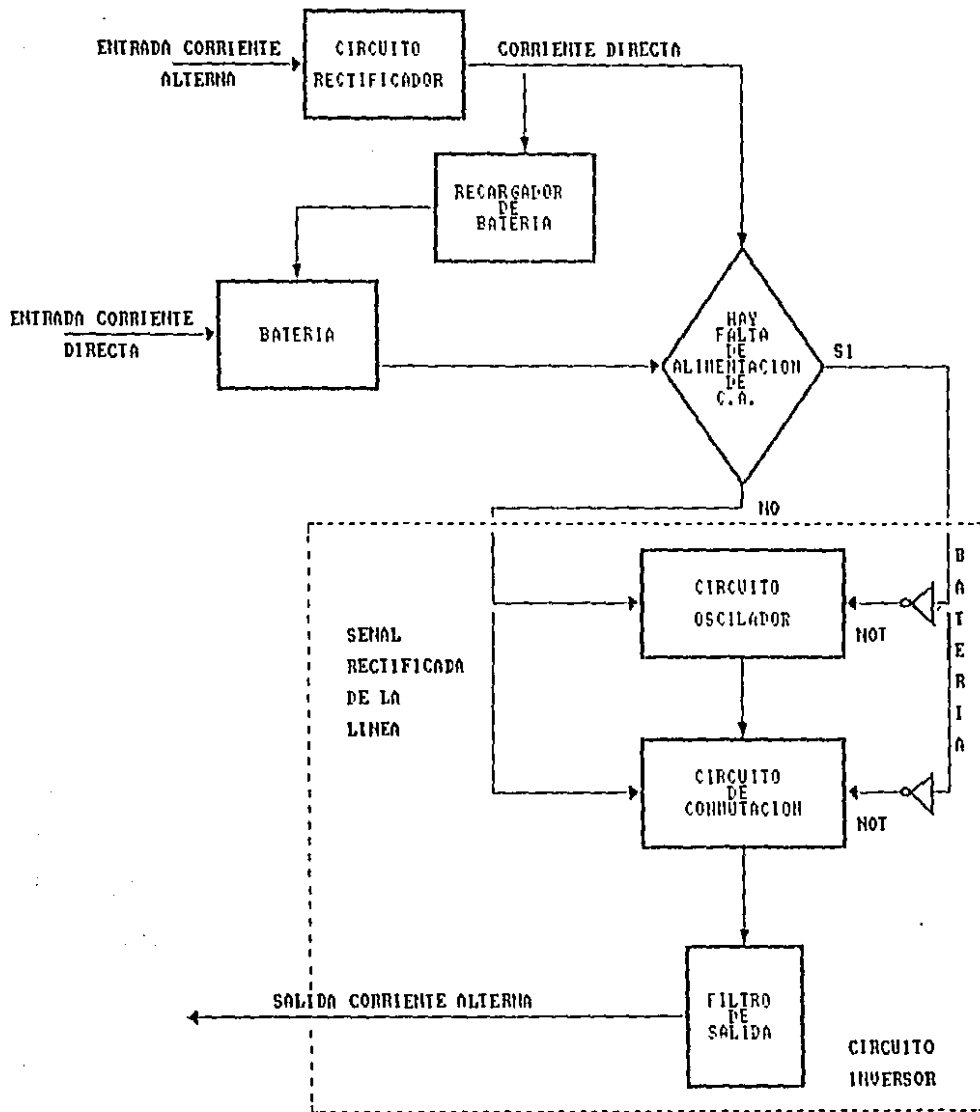 ENTRADA CORRIENTE
ALTERNA
CIRCUITO
RECTIFICADOR
CORRIENTE DIRECTA
RECARGADOR
DE
BATERIA
ENTRADA CORRIENTE
DIRECTA
BATERIA
HAY
FALTA
DE
ALIMENTACION
DE
C.A.
SI
NO
CIRCUITO
OSCILADOR
NOT
BATERIA
SENAL
RECTIFICADA
DE LA
LINEA
CIRCUITO
DE
CONMUTACION
NOT
SALIDA CORRIENTE ALTERNA
FILTRO
DE
SALIDA
CIRCUITO
INVERSOR